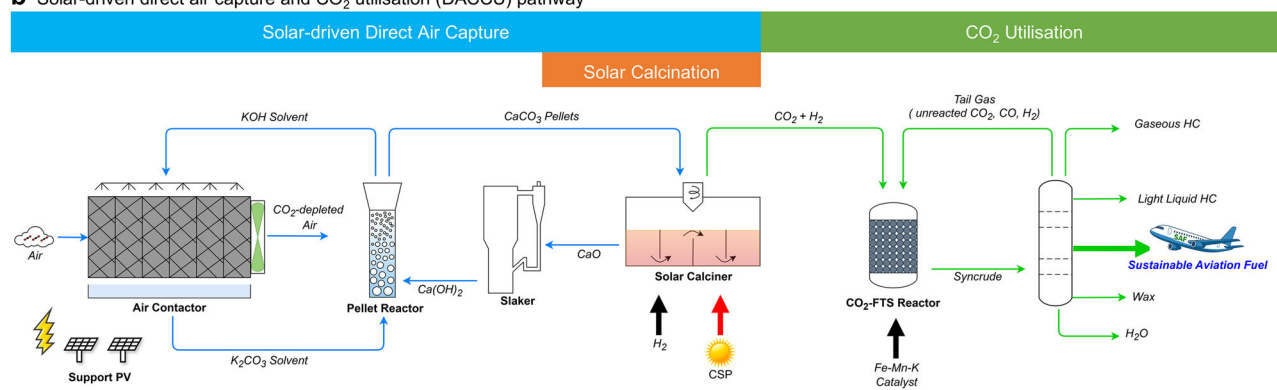 b Solar-driven direct air capture and CO₂ utilisation (DACCU) pathway
Solar-driven Direct Air Capture
CO₂ Utilisation
Solar Calcination
KOH Solvent
CaCO₃ Pellets
CO₂ + H₂
Tail Gas
( unreacted CO₂, CO, H₂)
Gaseous HC
CO₂-depleted
Air
Light Liquid HC
SAF
Air
CaO
Solar Calciner
Sustainable Aviation Fuel
Ca(OH)₂
Slaker
Syncrude
Air Contactor
Pellet Reactor
CO₂-FTS Reactor
Wax
H₂
H₂O
K₂CO₃ Solvent
CSP
Fe-Mn-K
Catalyst
Support PV